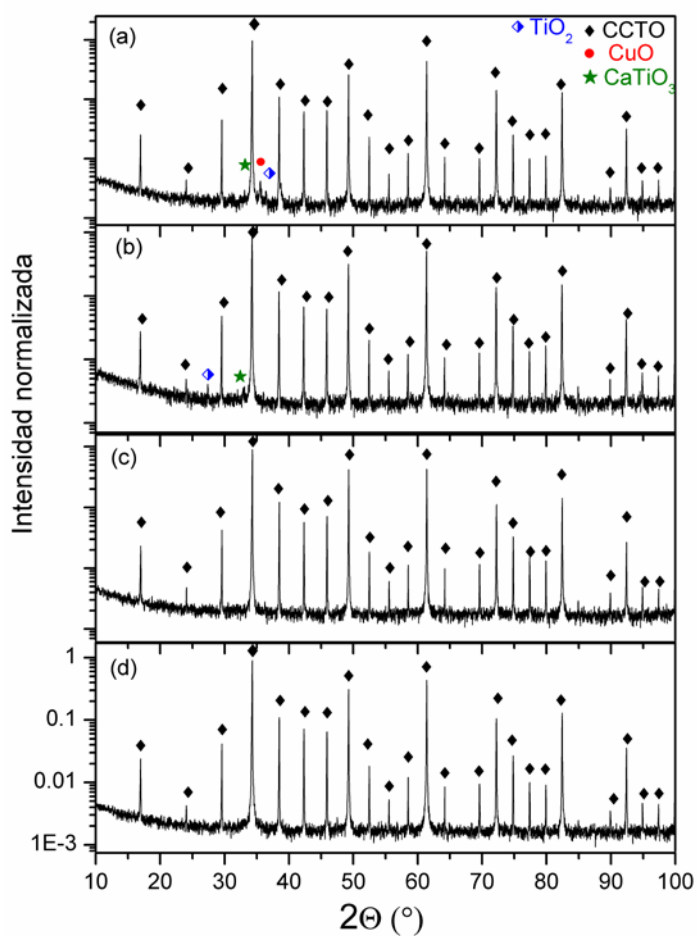 (a)
TiO₂
CCTO
CuO
CaTiO₃
(b)
(c)
(d)
Intensidad normalizada
1
0.1
0.01
1E-3
10 20 30 40 50 60 70 80 90 100
2Θ (°)